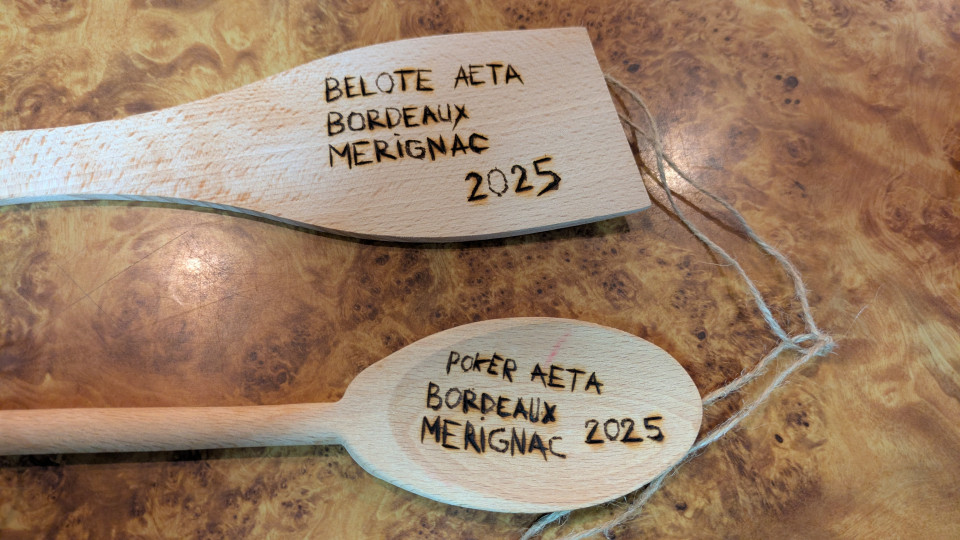 BELOTE AETA
BORDEAUX
MERiGNAC
2025
POKER AETA
BORDEAUX
MERiGNAC 2025